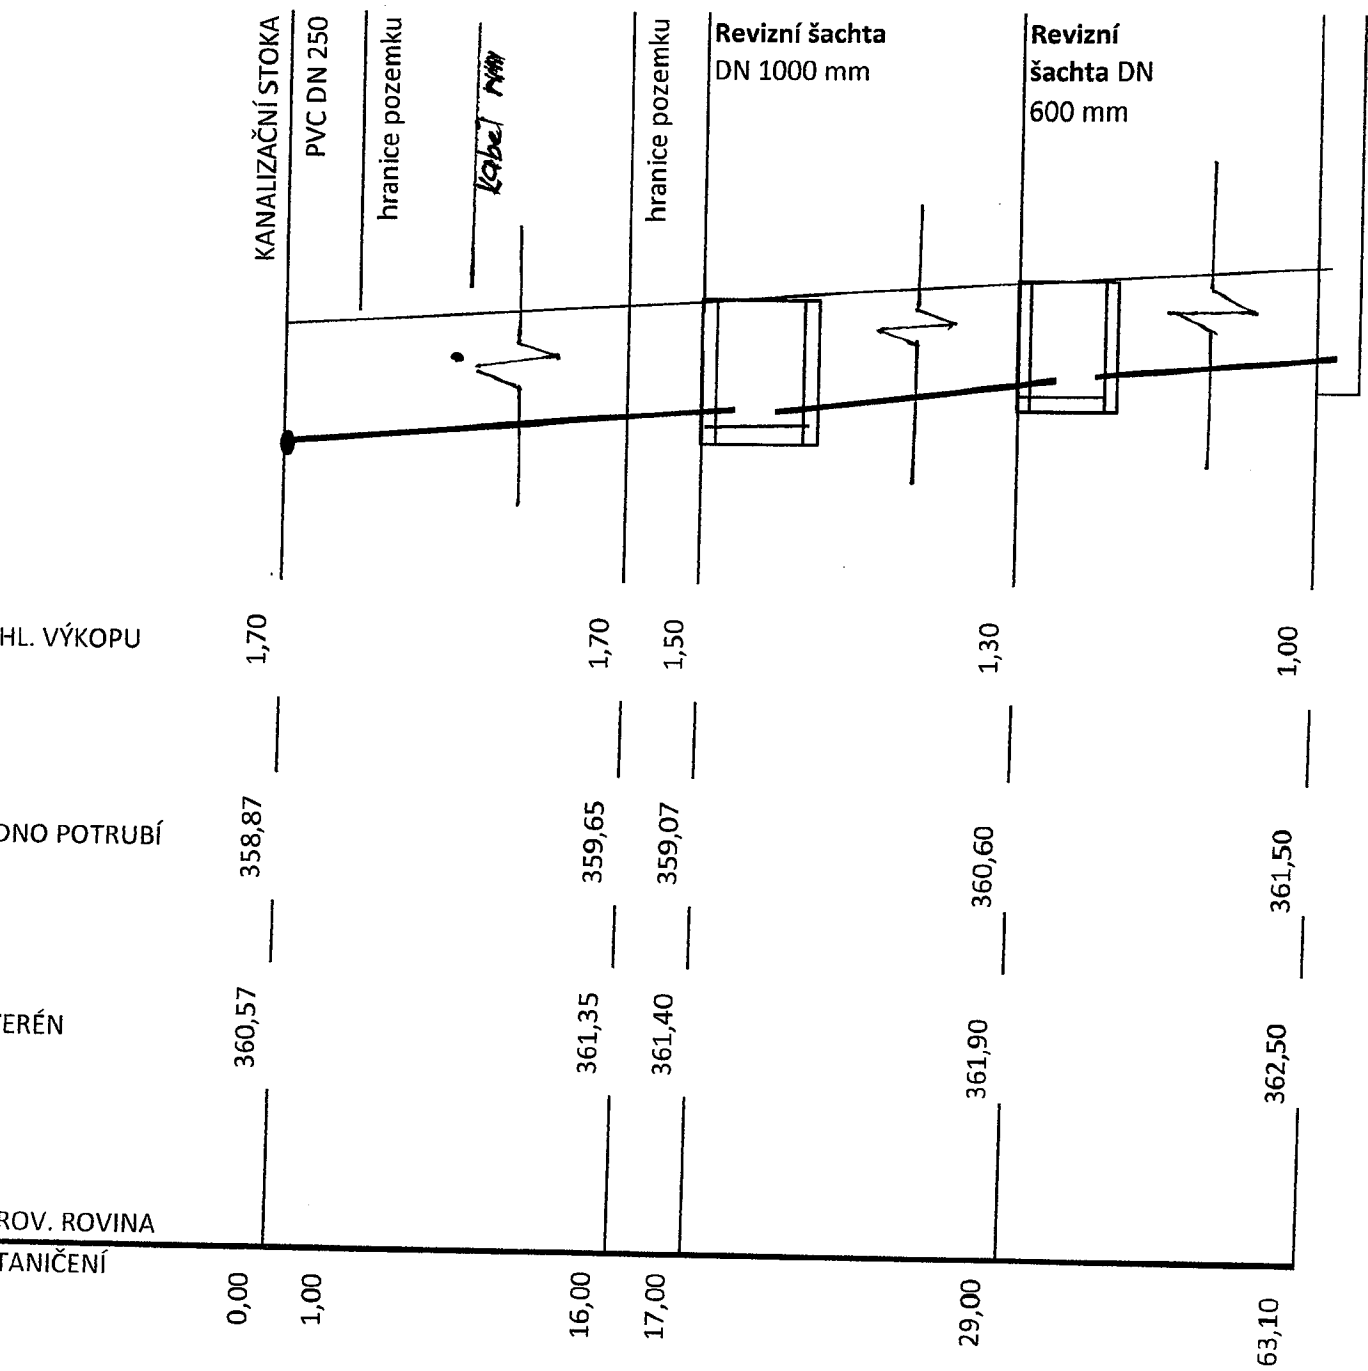 KANALIZAČNÍ STOKA
PVC DN 250
hranice pozemku
kabel
hranice pozemku
Revizní šachta
DN 1000 mm
Revizní
šachta DN
600 mm
HL. VÝKOPU
1,70
1,70
1,50
1,30
1,00
DNO POTRUBÍ
358,87
359,65
359,07
360,60
361,50
TERÉN
360,57
361,35
361,40
361,90
362,50
ROV. ROVINA
TANIČENÍ
0,00
1,00
16,00
17,00
29,00
63,10